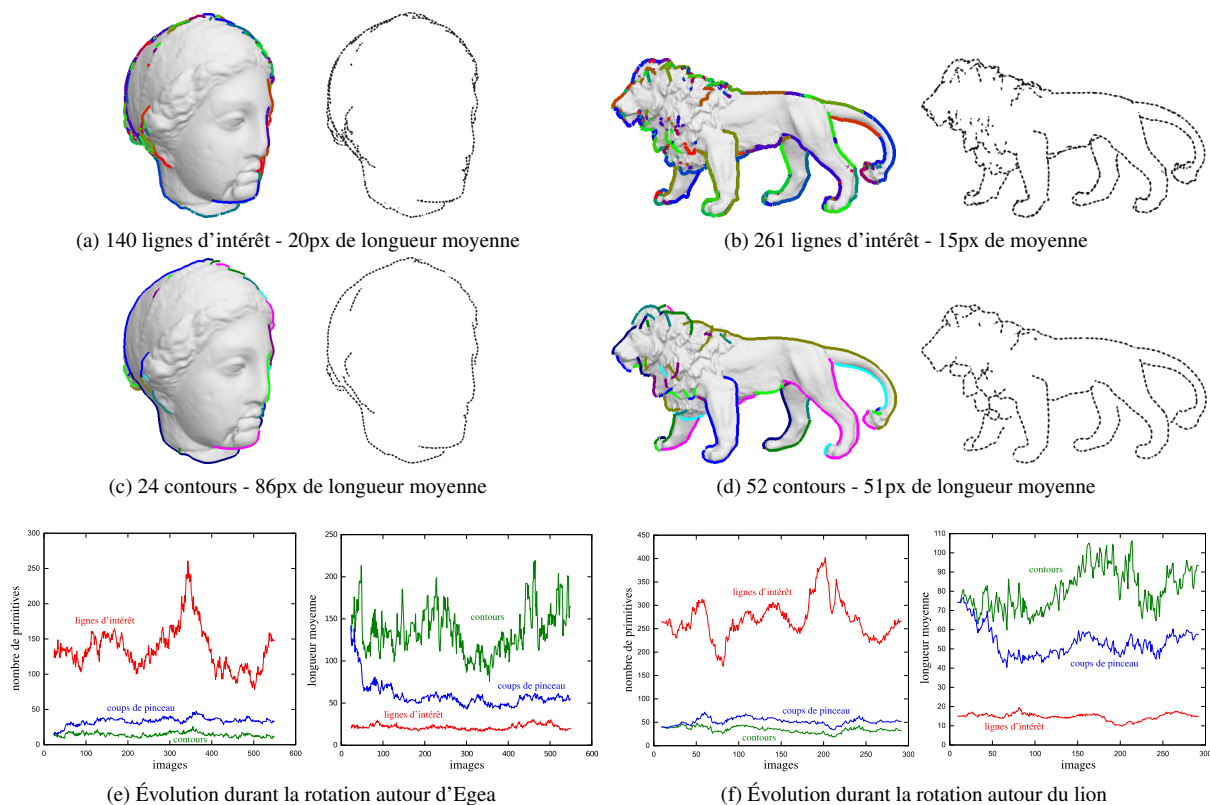 (a) 140 lignes d'intérêt - 20px de longueur moyenne
(b) 261 lignes d'intérêt - 15px de moyenne
(c) 24 contours - 86px de longueur moyenne
(d) 52 contours - 51px de longueur moyenne
nombre de primitives
300
250
200
150
100
50
0
0 100 200 300 400 500 600
images
lignes d'intérêt
coups de pinceau
contours
longueur moyenne
250
200
150
100
50
0
0 100 200 300 400 500 600
images
contours
coups de pinceau
lignes d'intérêt
nombre de primitives
450
400
350
300
250
200
150
100
50
0
0 50 100 150 200 250 300
images
lignes d'intérêt
coups de pinceau
contours
longueur moyenne
110
100
90
80
70
60
50
40
30
20
10
0
0 50 100 150 200 250 300
images
contours
coups de pinceau
lignes d'intérêt
(e) Évolution durant la rotation autour d'Egea
(f) Évolution durant la rotation autour du lion